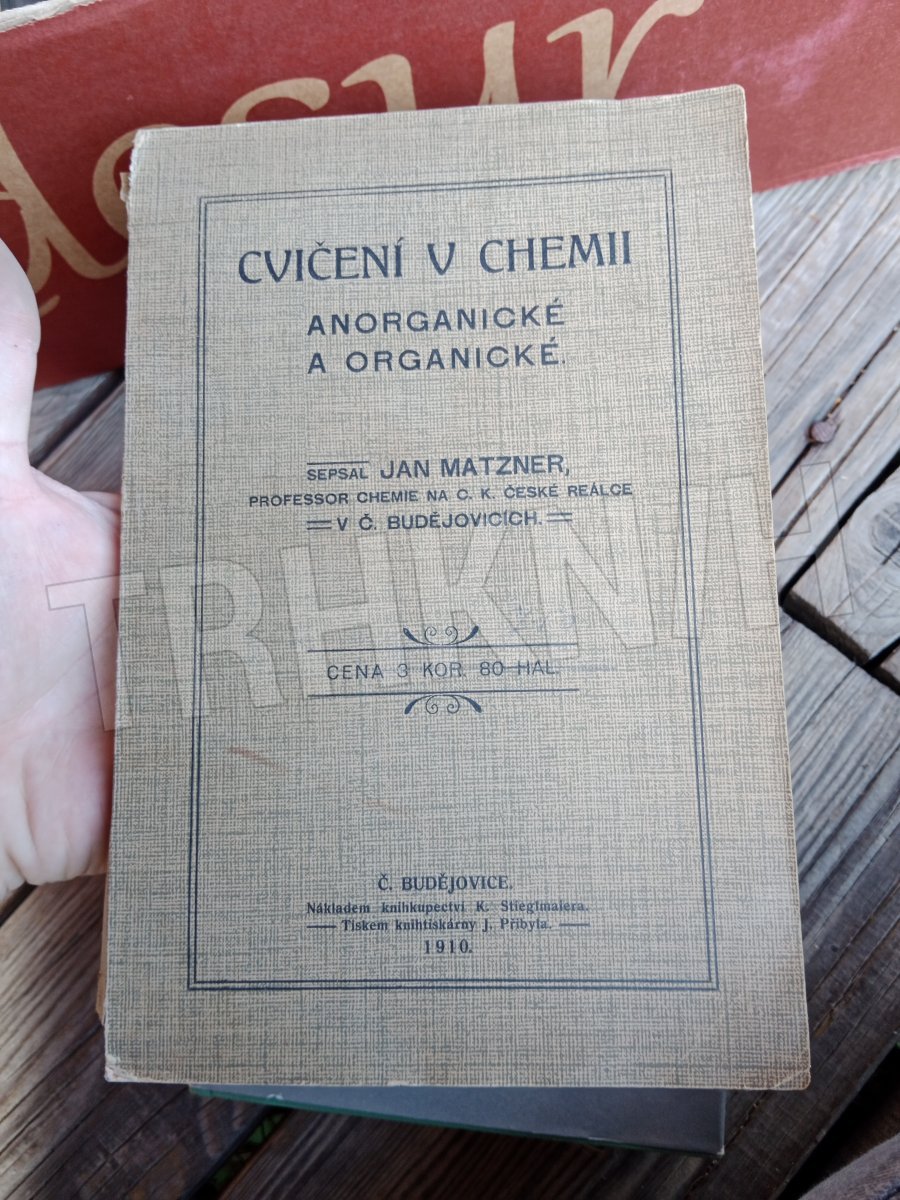 CVIČENÍ V CHEMII
ANORGANICKÉ
A ORGANICKÉ.
SEPSAL JAN MATZNER,
PROFESSOR CHEMIE NA C. K. ČESKÉ REÁLCE
V Č. BUDĚJOVICÍCH.
CENA 3 KOR. 80 HAL.
Č. BUDĚJOVICE.
Nákladem knihkupectví K. Stieglmaiera.
Tiskem knihtiskárny J. Přibyla.
1910.
TRHKNIH